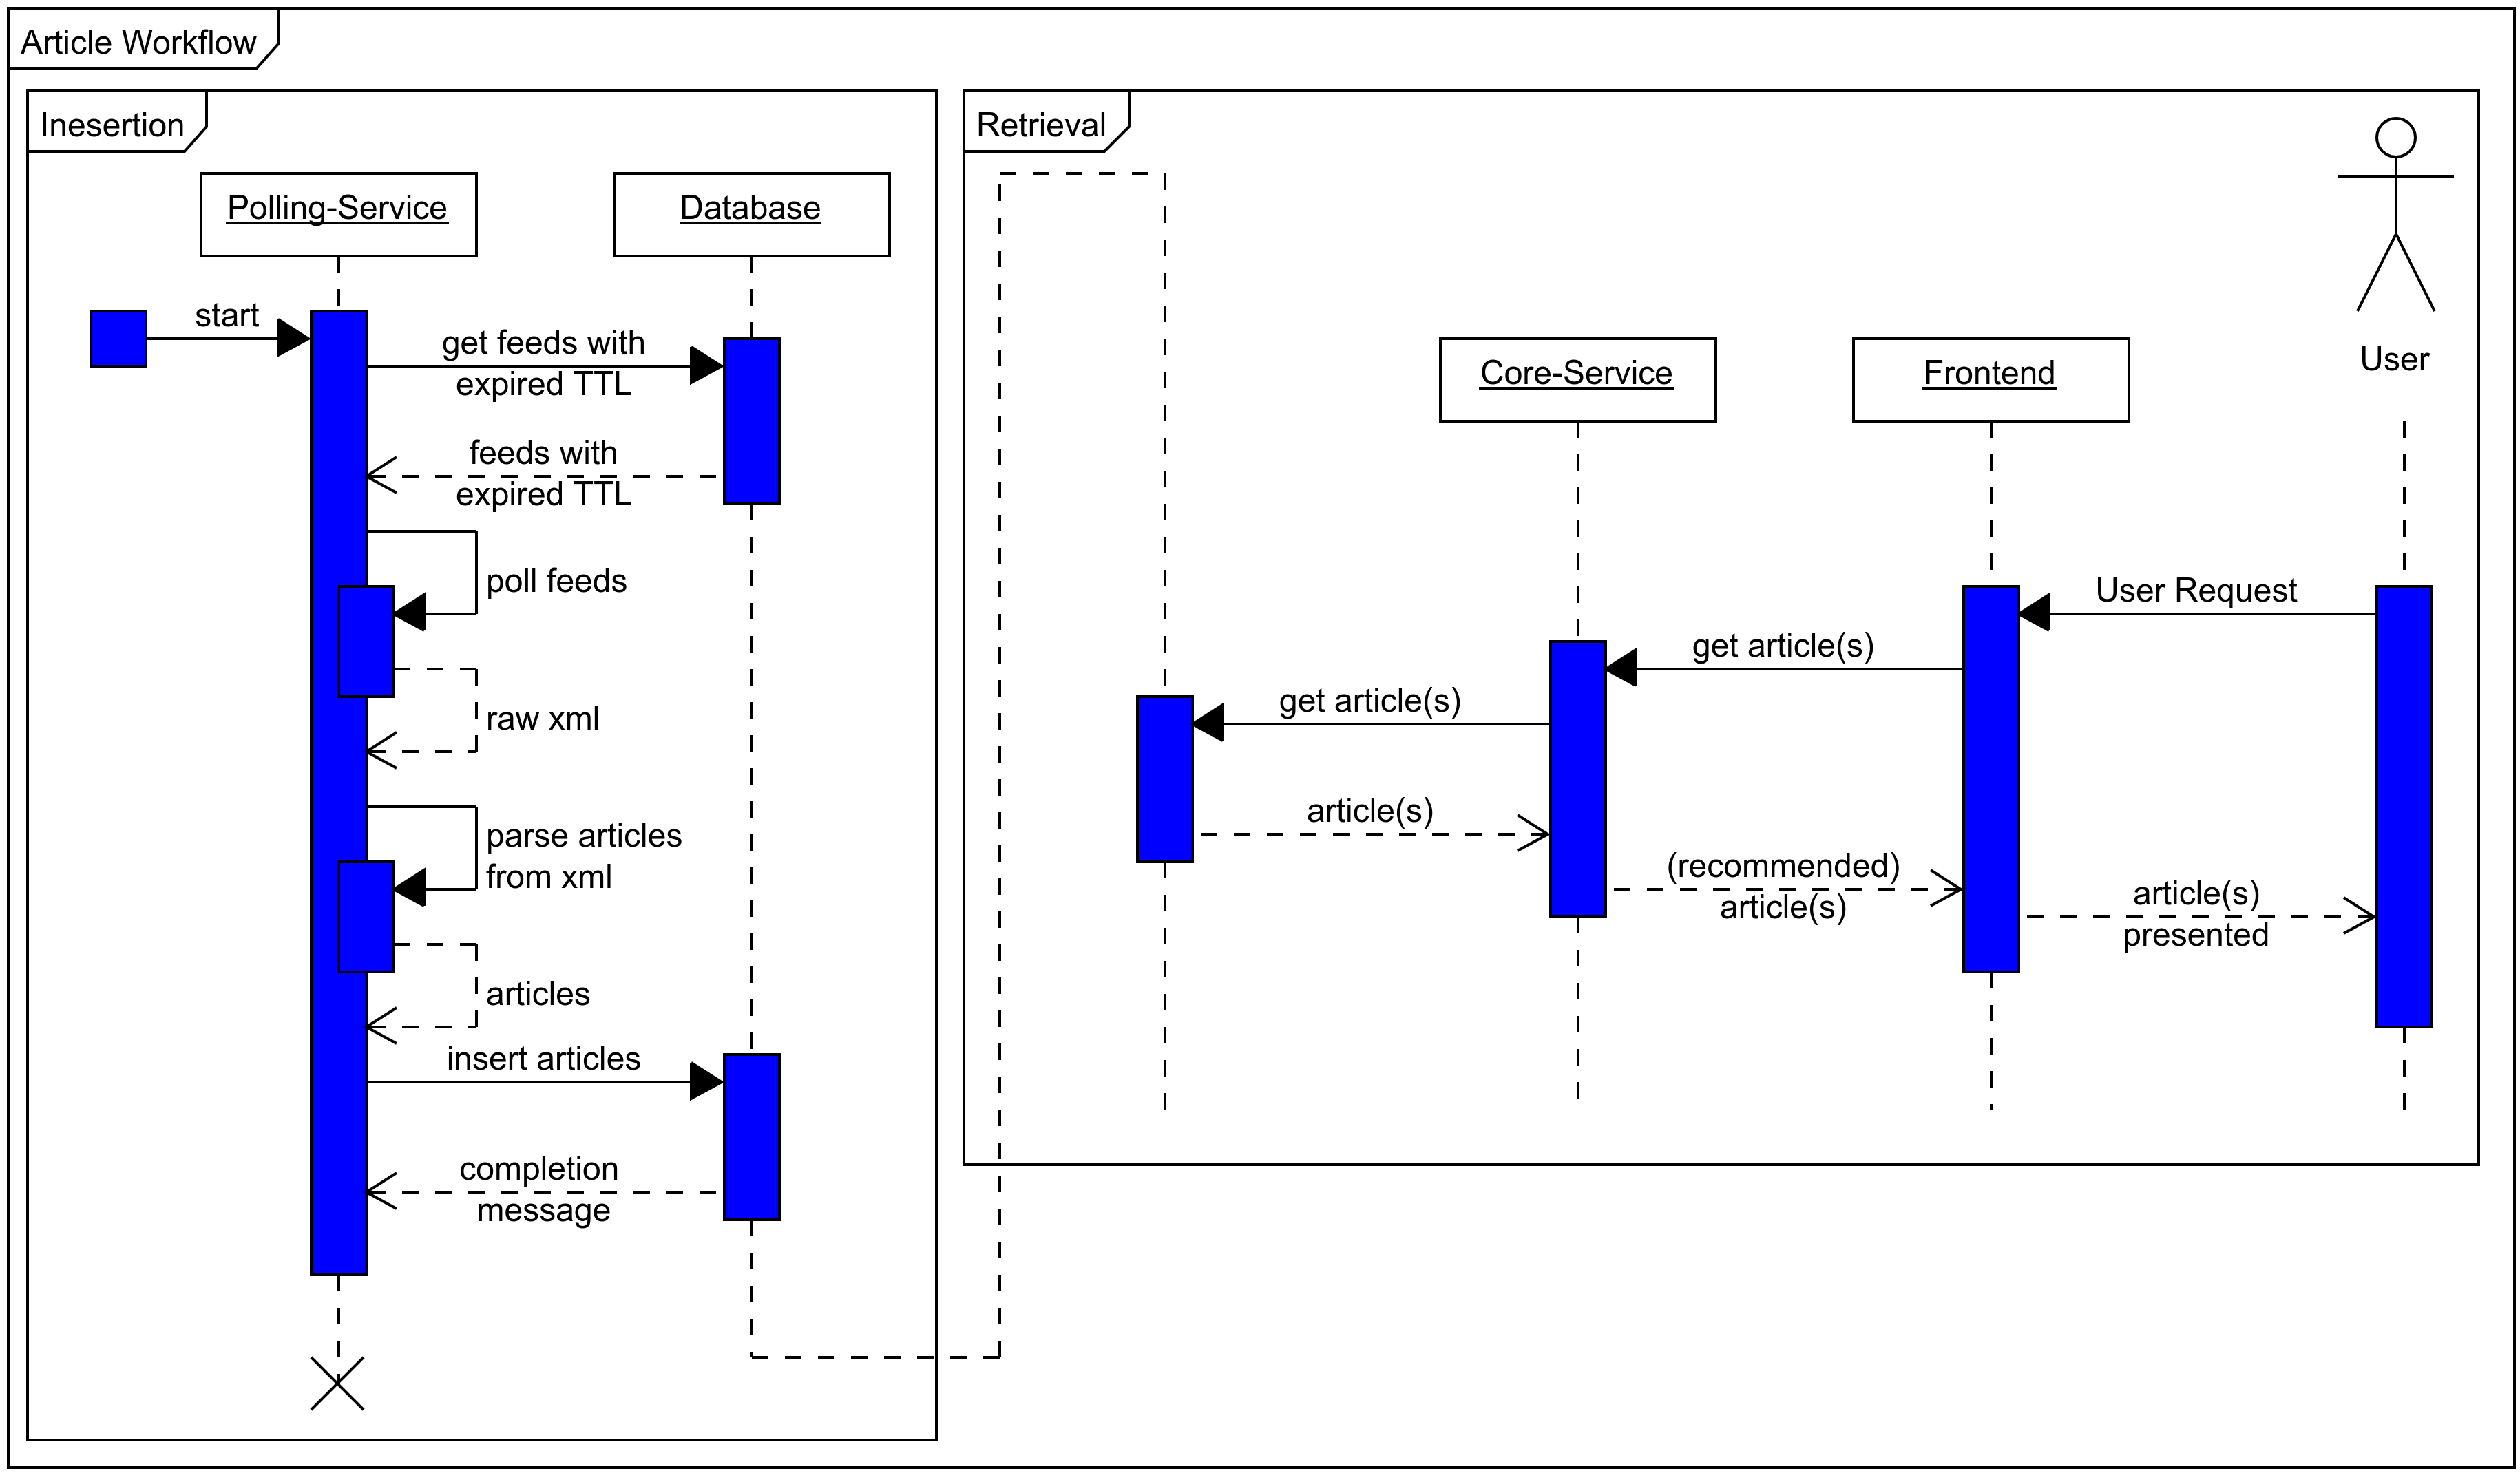 Article Workflow
Inesertion
Polling-Service
Database
start
get feeds with
expired TTL
feeds with
expired TTL
poll feeds
raw xml
parse articles
from xml
articles
insert articles
completion
message
Retrieval
User
Core-Service
Frontend
User Request
get article(s)
get article(s)
article(s)
(recommended)
article(s)
article(s)
presented